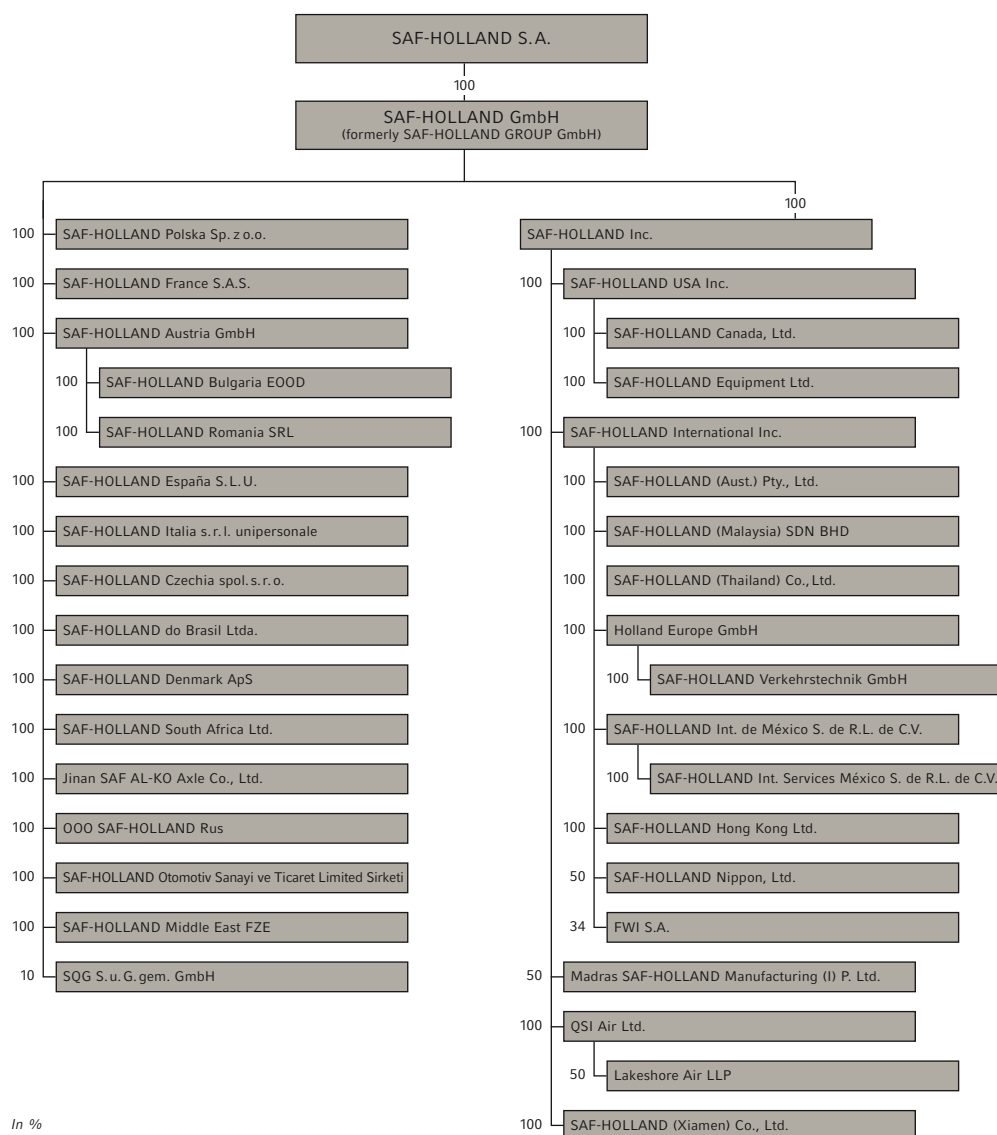 SAF-HOLLAND S.A.
100
SAF-HOLLAND GmbH
(formerly SAF-HOLLAND GROUP GmbH)
100
100 SAF-HOLLAND Polska Sp. z o.o.
100 SAF-HOLLAND France S.A.S.
100 SAF-HOLLAND Austria GmbH
100 SAF-HOLLAND Bulgaria EOOD
100 SAF-HOLLAND Romania SRL
100 SAF-HOLLAND España S.L.U.
100 SAF-HOLLAND Italia s.r.l. unipersonale
100 SAF-HOLLAND Czechia spol.s.r.o.
100 SAF-HOLLAND do Brasil Ltda.
100 SAF-HOLLAND Denmark ApS
100 SAF-HOLLAND South Africa Ltd.
100 Jinan SAF AL-KO Axle Co., Ltd.
100 OOO SAF-HOLLAND Rus
100 SAF-HOLLAND Otomotiv Sanayi ve Ticaret Limited Sirketi
100 SAF-HOLLAND Middle East FZE
10 SQG S.u.G.gem. GmbH
SAF-HOLLAND Inc.
100 SAF-HOLLAND USA Inc.
100 SAF-HOLLAND Canada, Ltd.
100 SAF-HOLLAND Equipment Ltd.
100 SAF-HOLLAND International Inc.
100 SAF-HOLLAND (Aust.) Pty., Ltd.
100 SAF-HOLLAND (Malaysia) SDN BHD
100 SAF-HOLLAND (Thailand) Co., Ltd.
100 Holland Europe GmbH
100 SAF-HOLLAND Verkehrstechnik GmbH
100 SAF-HOLLAND Int. de México S. de R.L. de C.V.
100 SAF-HOLLAND Int. Services México S. de R.L. de C.V.
100 SAF-HOLLAND Hong Kong Ltd.
50 SAF-HOLLAND Nippon, Ltd.
34 FWI S.A.
50 Madras SAF-HOLLAND Manufacturing (I) P. Ltd.
100 QSI Air Ltd.
50 Lakeshore Air LLP
100 SAF-HOLLAND (Xiamen) Co., Ltd.
In %